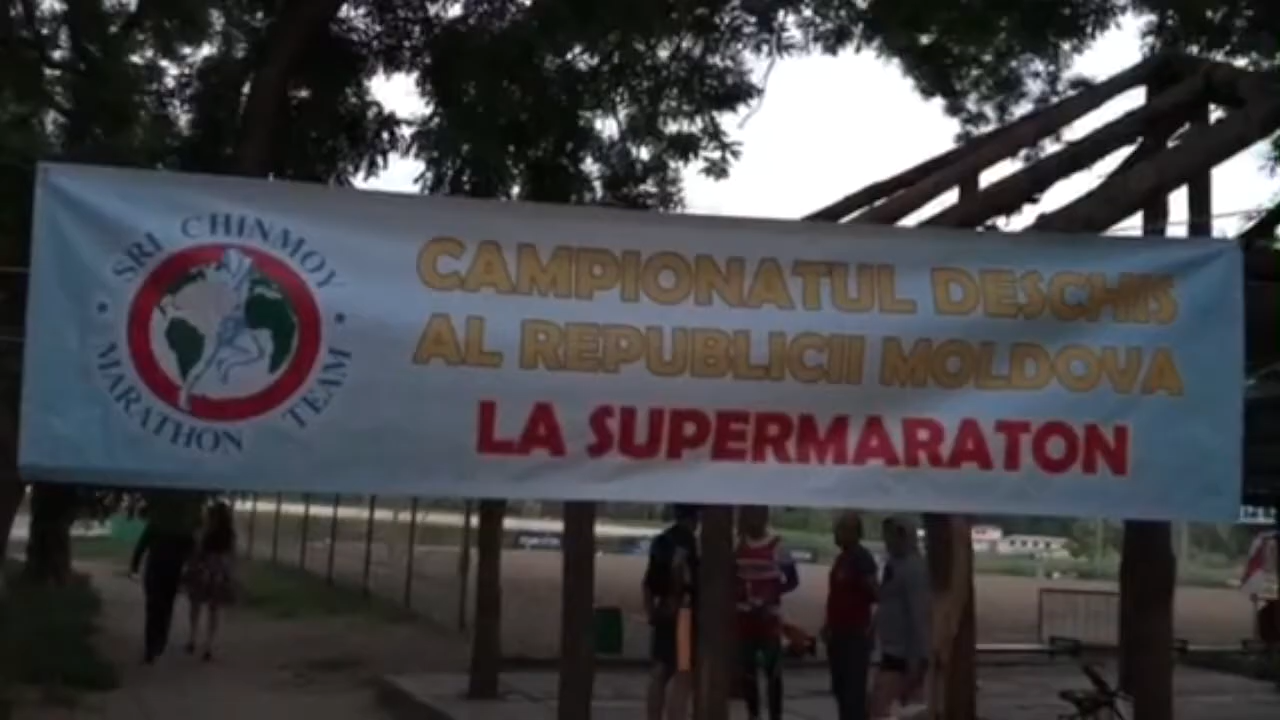 SRI CHINMOY
MARATHON TEAM
CAMPIONATUL DESCHIS
AL REPUBLICII MOLDOVA
LA SUPERMARATON